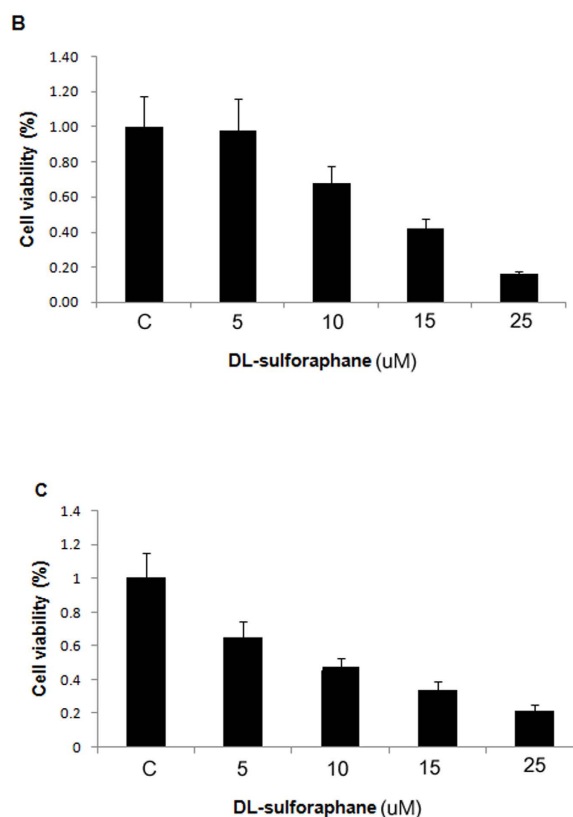 B
1.40
1.20
1.00
0.80
0.60
0.40
0.20
0.00
Cell viability (%)
C 5 10 15 25
DL-sulforaphane (uM)
C
1.4
1.2
1
0.8
0.6
0.4
0.2
0
Cell viability (%)
C 5 10 15 25
DL-sulforaphane (uM)